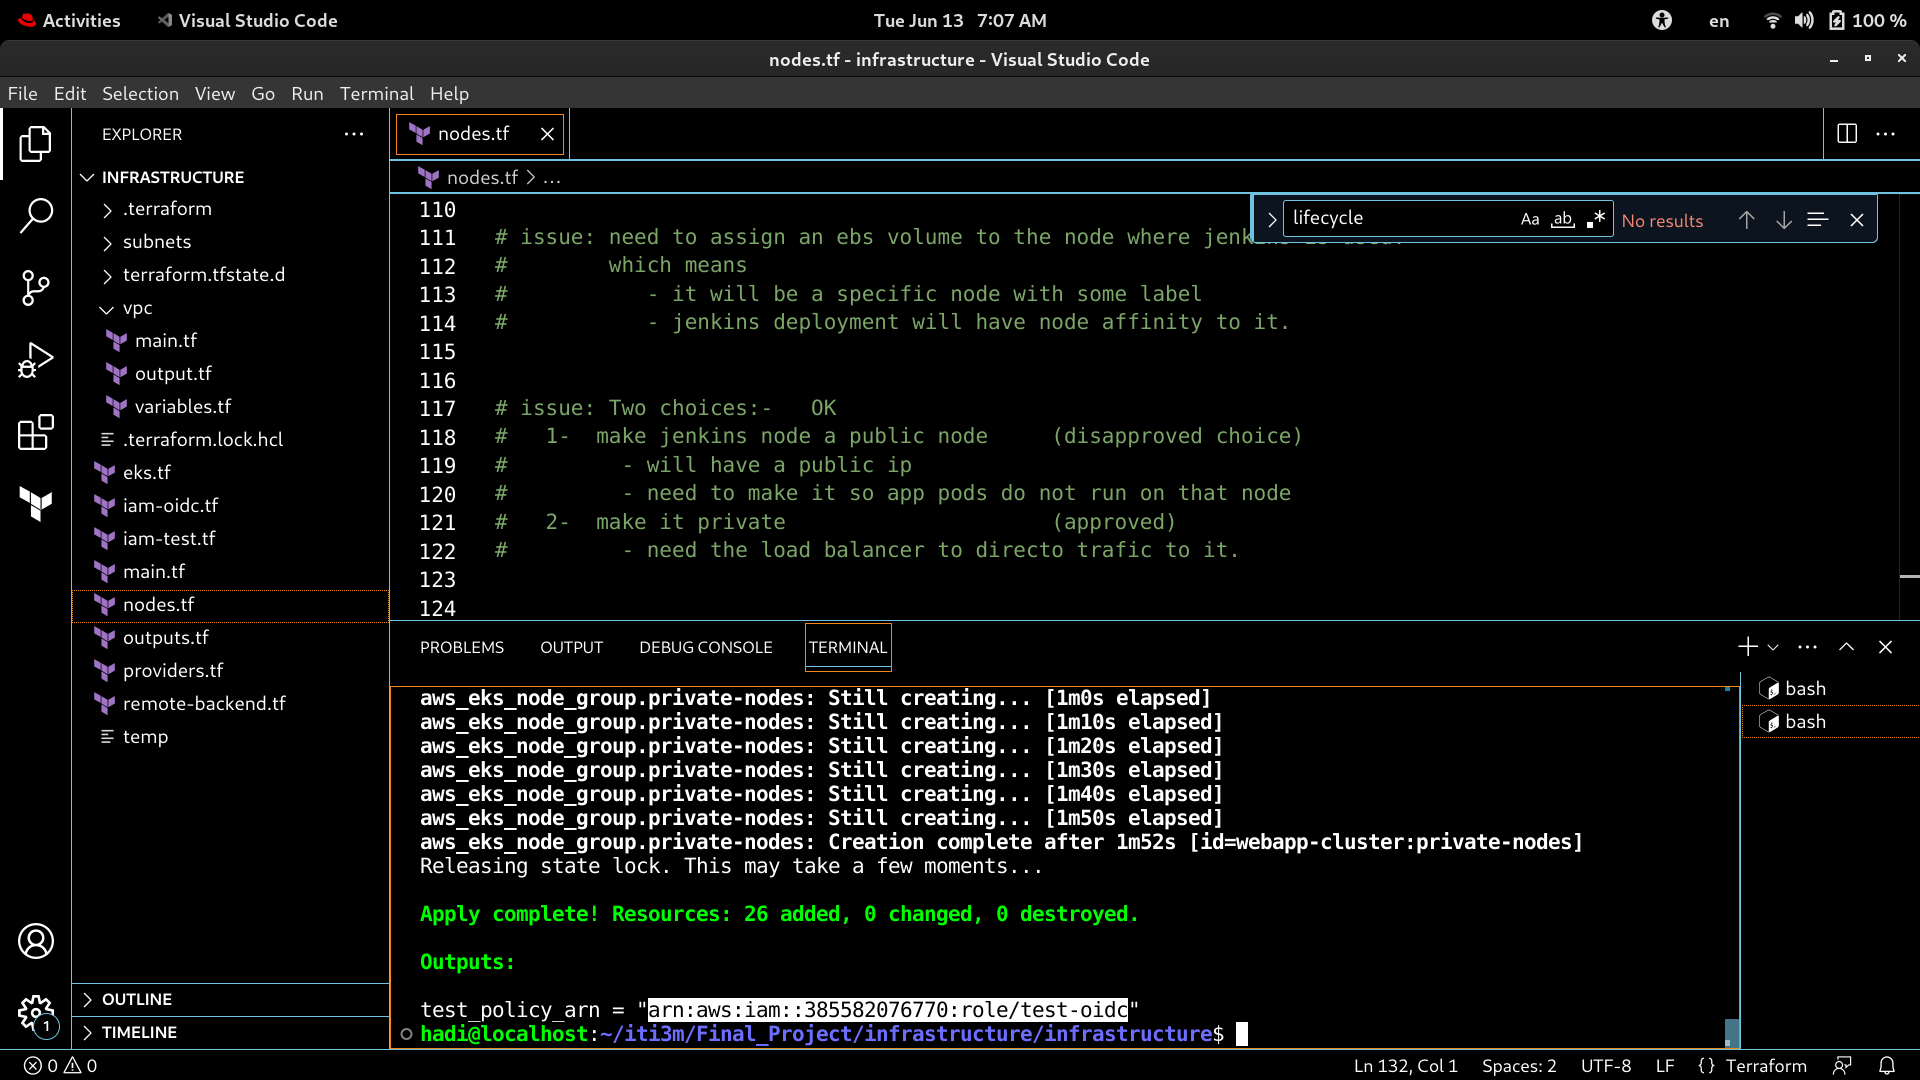 Activities
Visual Studio Code
Tue Jun 13 7:07 AM
en
100 %
nodes.tf - infrastructure - Visual Studio Code
File Edit Selection View Go Run Terminal Help
EXPLORER
INFRASTRUCTURE
.terraform
subnets
terraform.tfstate.d
vpc
main.tf
output.tf
variables.tf
.terraform.lock.hcl
eks.tf
iam-oidc.tf
iam-test.tf
main.tf
nodes.tf
outputs.tf
providers.tf
remote-backend.tf
temp
OUTLINE
TIMELINE
nodes.tf
nodes.tf > ...
lifecycle Aa ab .* No results
110
111 # issue: need to assign an ebs volume to the node where
112 # which means
113 # - it will be a specific node with some label
114 # - jenkins deployment will have node affinity to it.
115
116
117 # issue: Two choices:- OK
118 # 1- make jenkins node a public node (disapproved choice)
119 # - will have a public ip
120 # - need to make it so app pods do not run on that node
121 # 2- make it private (approved)
122 # - need the load balancer to directo trafic to it.
123
124
PROBLEMS OUTPUT DEBUG CONSOLE TERMINAL
bash
bash
aws_eks_node_group.private-nodes: Still creating... [1m0s elapsed]
aws_eks_node_group.private-nodes: Still creating... [1m10s elapsed]
aws_eks_node_group.private-nodes: Still creating... [1m20s elapsed]
aws_eks_node_group.private-nodes: Still creating... [1m30s elapsed]
aws_eks_node_group.private-nodes: Still creating... [1m40s elapsed]
aws_eks_node_group.private-nodes: Still creating... [1m50s elapsed]
aws_eks_node_group.private-nodes: Creation complete after 1m52s [id=webapp-cluster:private-nodes]
Releasing state lock. This may take a few moments...
Apply complete! Resources: 26 added, 0 changed, 0 destroyed.
Outputs:
test_policy_arn = "arn:aws:iam::385582076770:role/test-oidc"
hadi@localhost:~/iti3m/Final_Project/infrastructure/infrastructure$
1
0 0
Ln 132, Col 1 Spaces: 2 UTF-8 LF {} Terraform